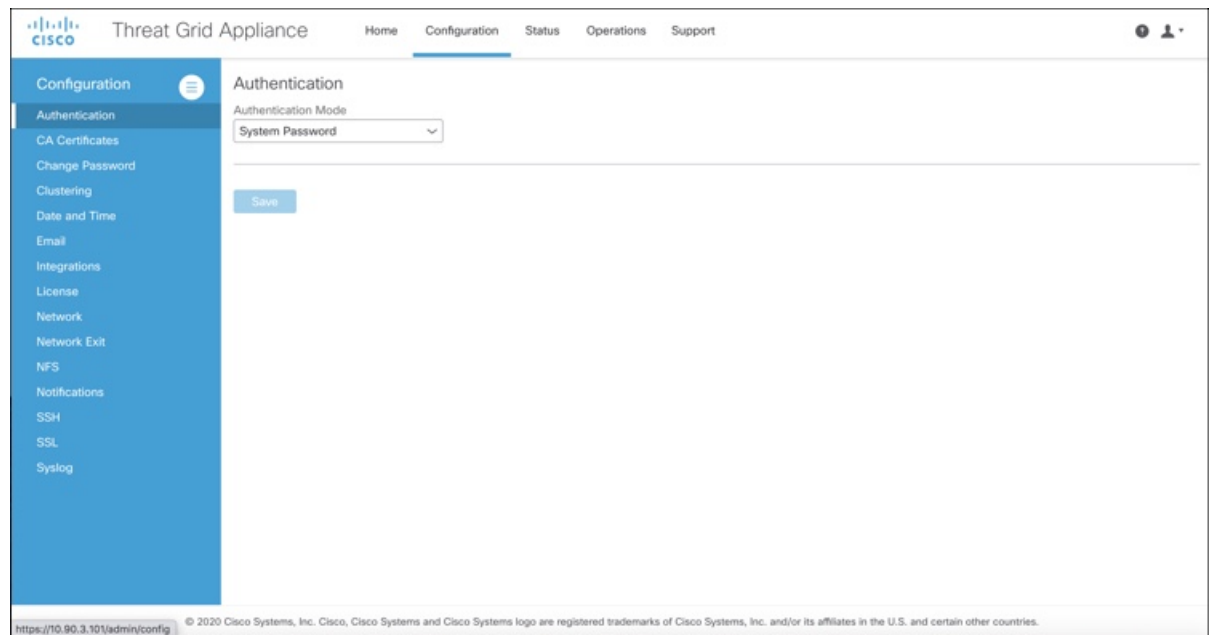 CISCO
Threat Grid Appliance
Home Configuration Status Operations Support
?
Configuration
Authentication
CA Certificates
Change Password
Clustering
Date and Time
Email
Integrations
License
Network
Network Exit
NFS
Notifications
SSH
SSL
Syslog
Authentication
Authentication Mode
System Password
Save
https://10.90.3.101/admin/config
© 2020 Cisco Systems, Inc. Cisco, Cisco Systems and Cisco Systems logo are registered trademarks of Cisco Systems, Inc. and/or its affiliates in the U.S. and certain other countries.